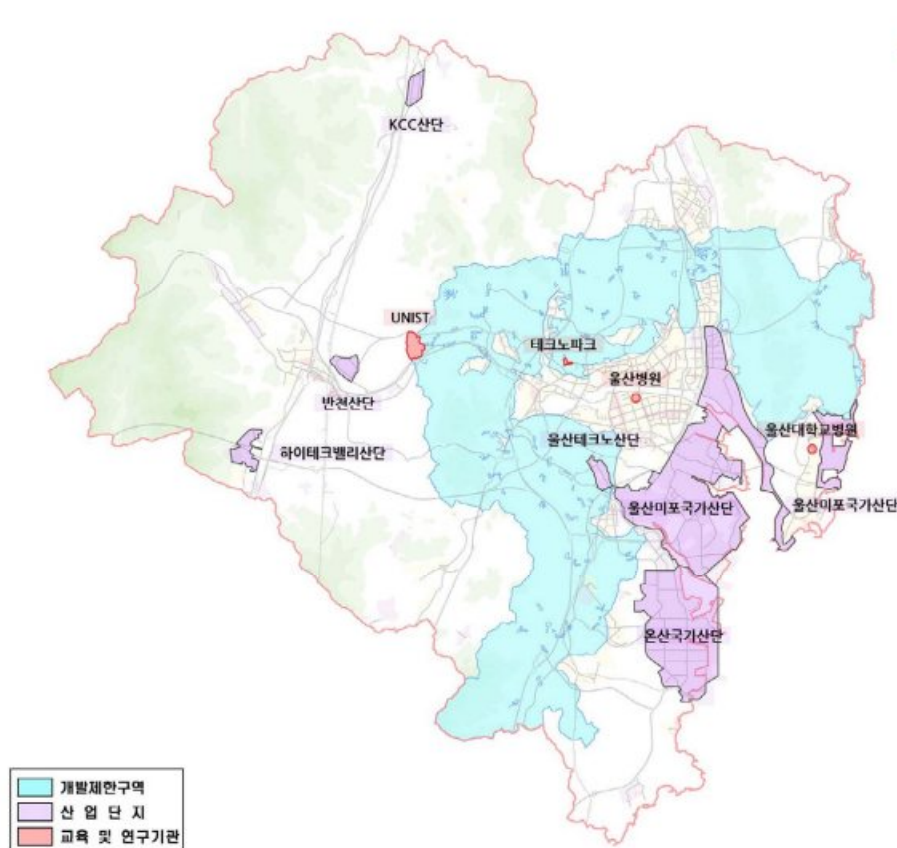 KCC산단
UNIST
테크노파크
반천산단
울산병원
하이테크밸리산단
울산테크노산단
울산대학교병원
울산미포국가산단
울산미포국가산단
온산국가산단
개발제한구역
산 업 단 지
교육 및 연구기관